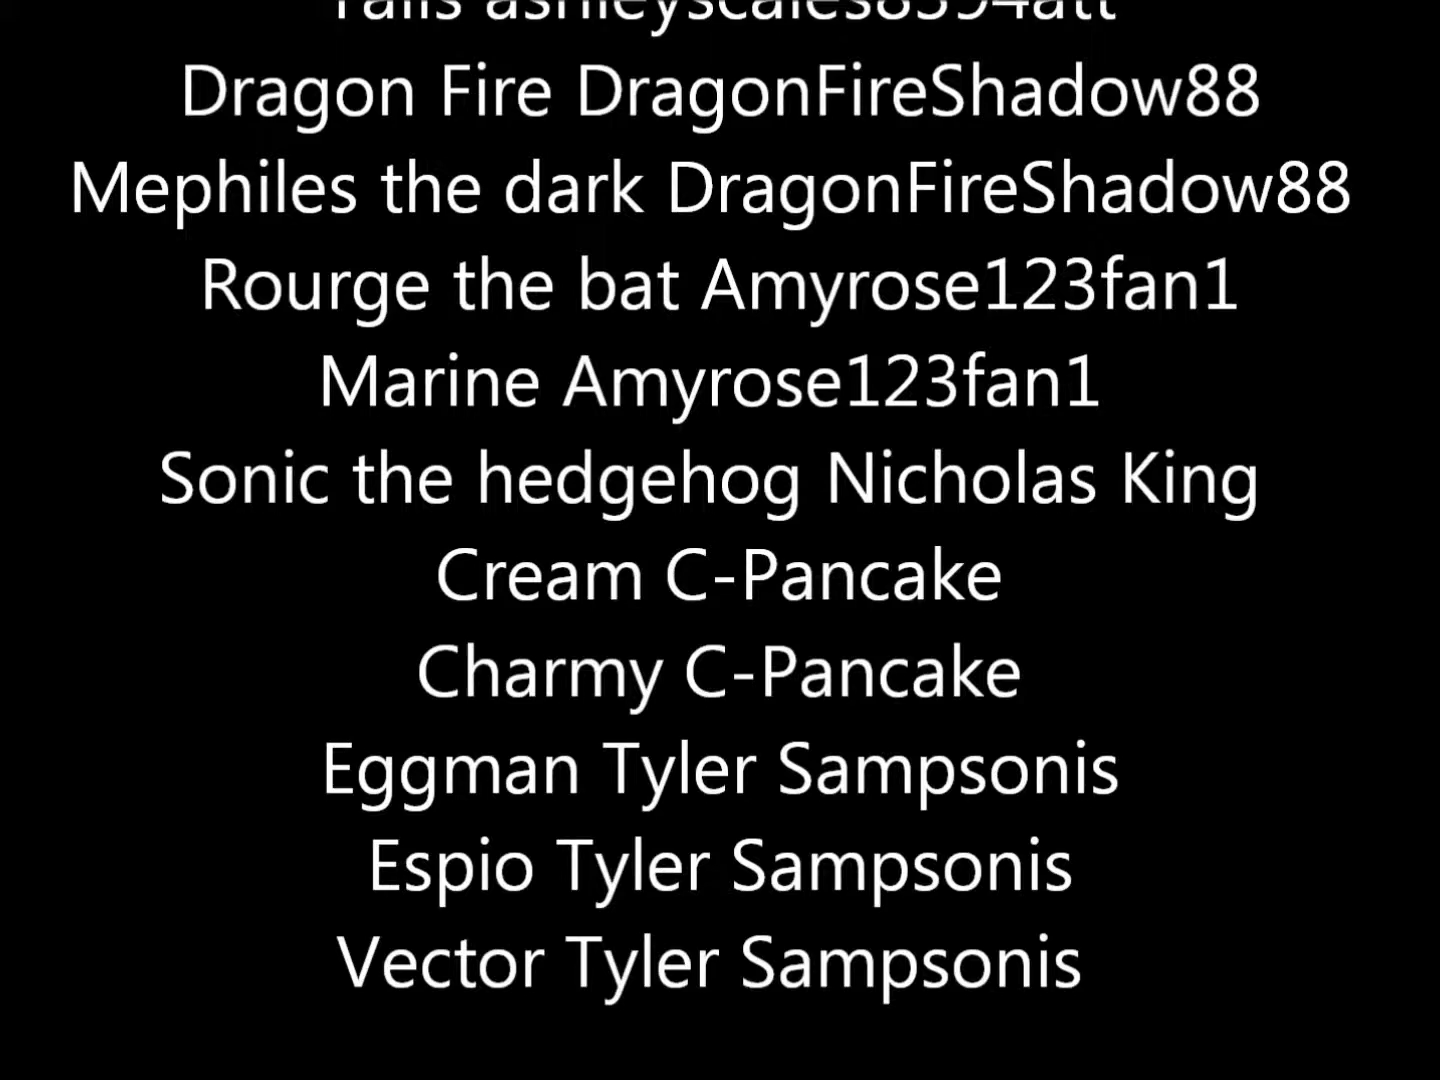 Dragon Fire DragonFireShadow88
Mephiles the dark DragonFireShadow88
Rourge the bat Amyrose123fan1
Marine Amyrose123fan1
Sonic the hedgehog Nicholas King
Cream C-Pancake
Charmy C-Pancake
Eggman Tyler Sampsonis
Espio Tyler Sampsonis
Vector Tyler Sampsonis